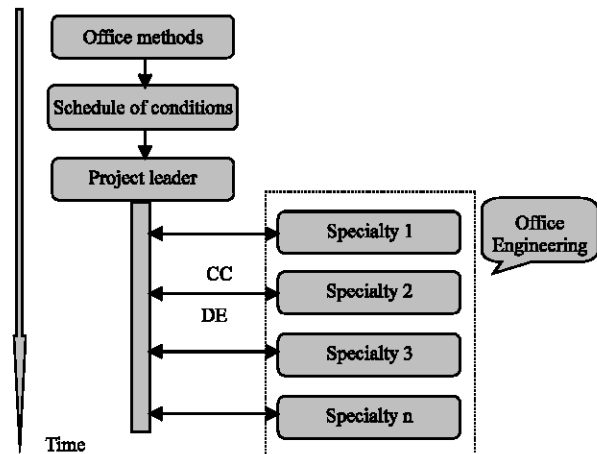 Office methods
Schedule of conditions
Project leader
Specialty 1
Office
Engineering
CC
Specialty 2
DE
Specialty 3
Specialty n
Time